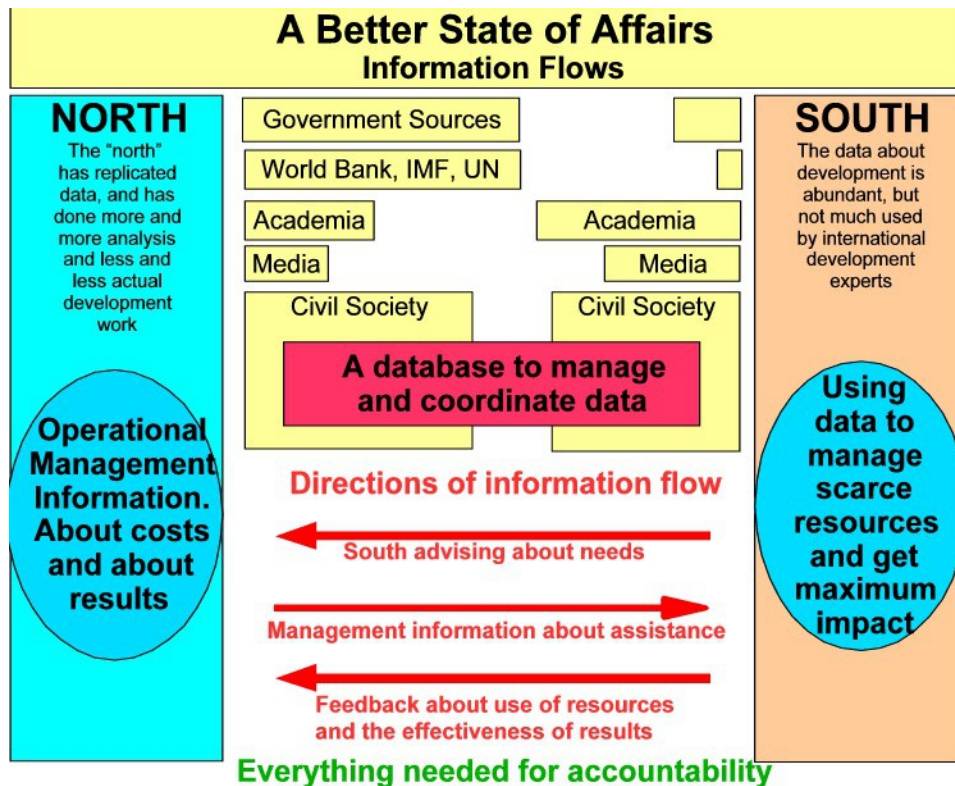 A Better State of Affairs
Information Flows
NORTH
The “north”
has replicated
data, and has
done more and
more analysis
and less and
less actual
development
work
Operational
Management
Information.
About costs
and about
results
Government Sources
World Bank, IMF, UN
Academia
Academia
Media
Media
Civil Society
Civil Society
A database to manage
and coordinate data
Directions of information flow
South advising about needs
Management information about assistance
Feedback about use of resources
and the effectiveness of results
Everything needed for accountability
SOUTH
The data about
development is
abundant, but
not much used
by international
development
experts
Using
data to
manage
scarce
resources
and get
maximum
impact